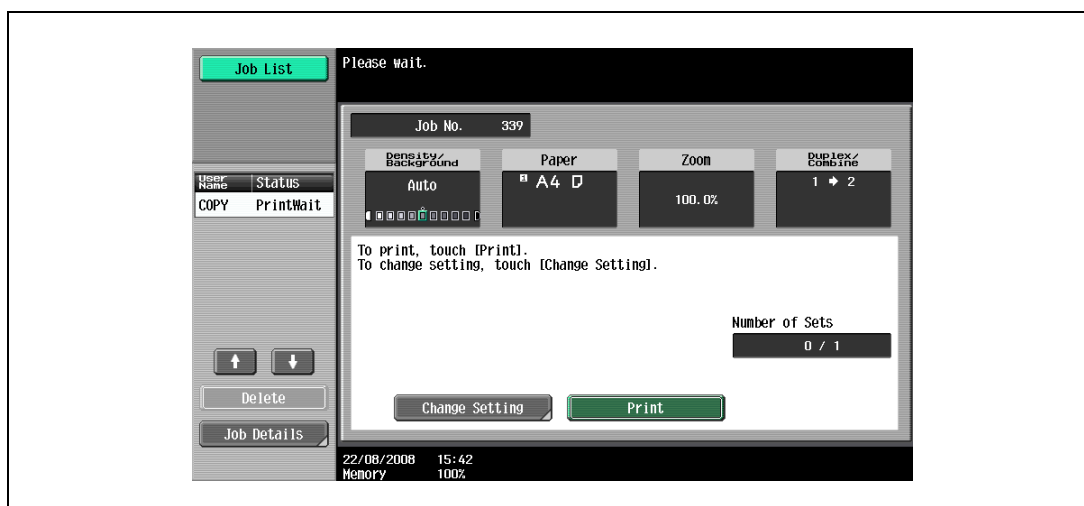 Job List
Please wait.
Job No. 339
Density/
Background
Paper
Zoom
Duplex/
Combine
User
Name
Status
Auto
A4
100.0%
1 → 2
COPY PrintWait
To print, touch [Print].
To change setting, touch [Change Setting].
Number of Sets
0 / 1
Delete
Change Setting
Print
Job Details
22/08/2008 15:42
Memory 100%